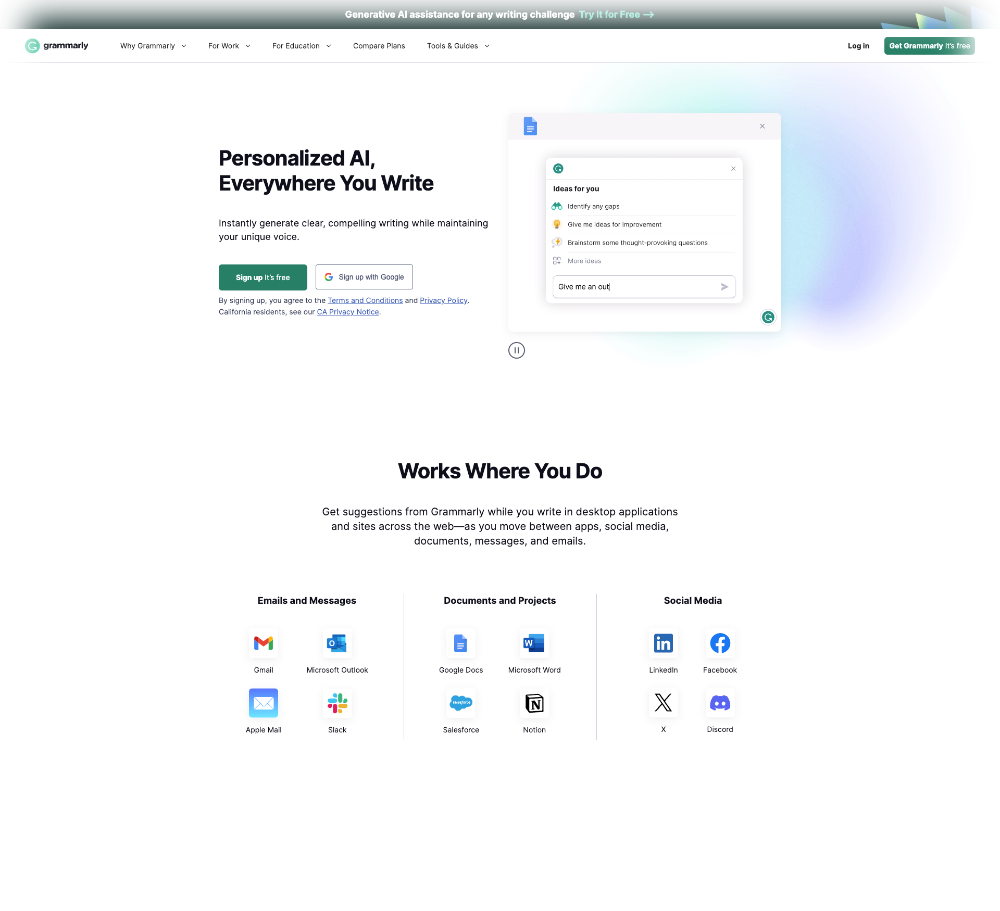 Generative AI assistance for any writing challenge Try It for Free →
grammarly
Why Grammarly
For Work
For Education
Compare Plans
Tools & Guides
Log in
Get Grammarly It's free
Personalized AI,
Everywhere You Write
Instantly generate clear, compelling writing while maintaining
your unique voice.
Sign up It's free
Sign up with Google
By signing up, you agree to the Terms and Conditions and Privacy Policy.
California residents, see our CA Privacy Notice.
Ideas for you
Identify any gaps
Give me ideas for improvement
Brainstorm some thought-provoking questions
More ideas
Give me an out
Works Where You Do
Get suggestions from Grammarly while you write in desktop applications
and sites across the web—as you move between apps, social media,
documents, messages, and emails.
Emails and Messages
Gmail
Microsoft Outlook
Apple Mail
Slack
Documents and Projects
Google Docs
Microsoft Word
salesforce
Salesforce
Notion
Social Media
LinkedIn
Facebook
X
Discord